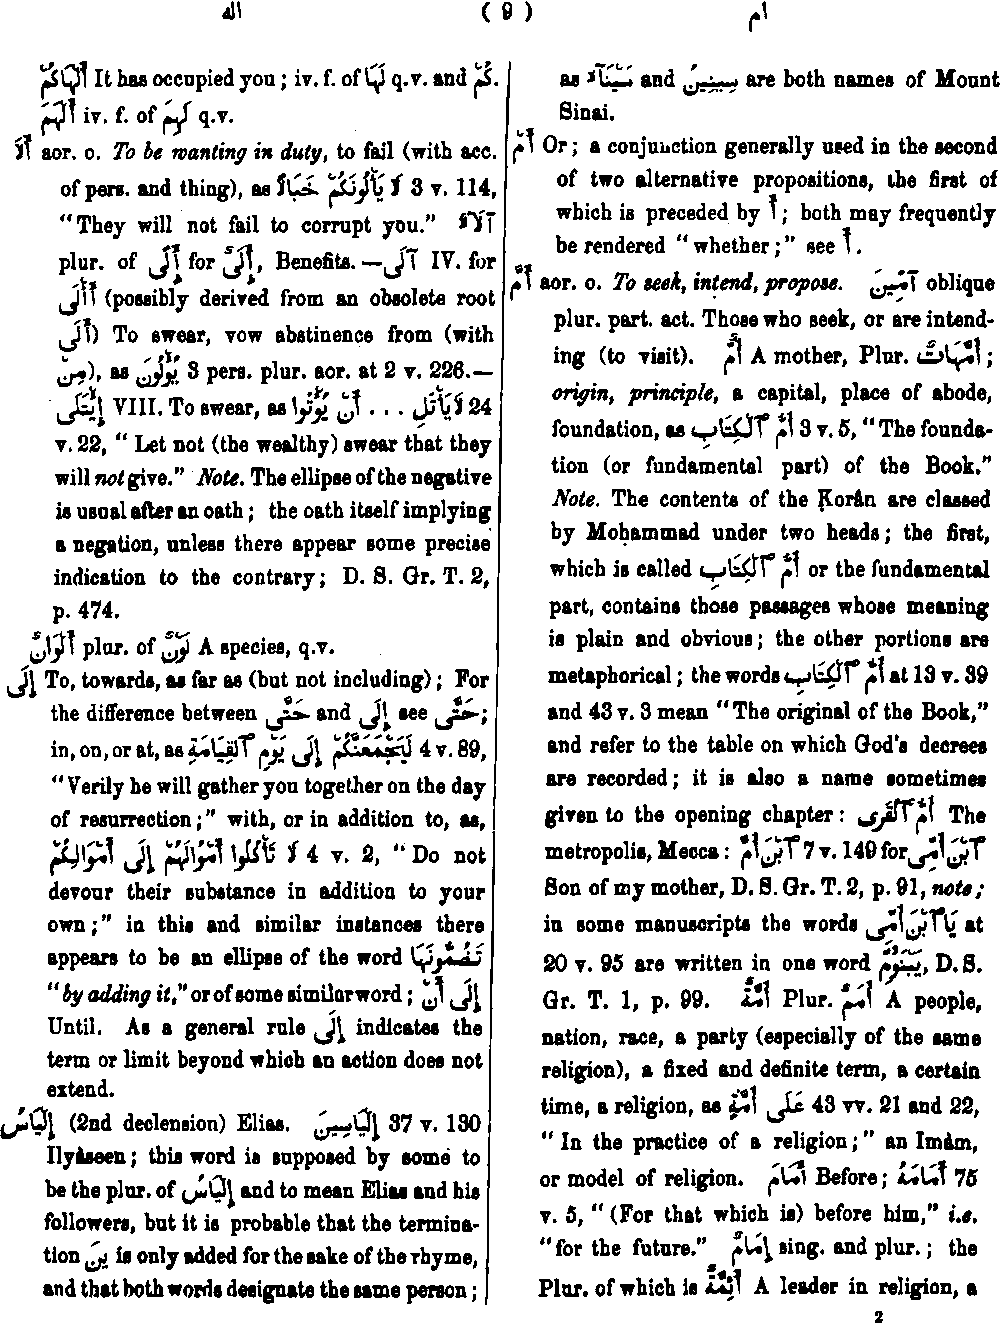 اله ( 9 ) ام
أَلْهَاكُمْ It has occupied you; iv. f. of لَهَا q.v. and كُمْ.
أَلْهَمَ iv. f. of لَهِمَ q.v.
أَلَا aor. o. To be wanting in duty, to fail (with acc.
of pers. and thing), as لَا يَأْلُونَكُمْ خَبَالًا 3 v. 114,
"They will not fail to corrupt you." آلَآءٌ
plur. of أَلًى for إِلْىٌ, Benefits. —آلَى IV. for
أَأْلَى (possibly derived from an obsolete root
أَلَى) To swear, vow abstinence from (with
مِنْ), as يُؤْلُونَ 3 pers. plur. aor. at 2 v. 226.—
إِيْتَلَى VIII. To swear, as لَا يَأْتَلِ ... أَنْ يُؤْتُوا 24
v. 22, "Let not (the wealthy) swear that they
will not give." Note. The ellipse of the negative
is usual after an oath; the oath itself implying
a negation, unless there appear some precise
indication to the contrary; D. S. Gr. T. 2,
p. 474.
أَلْوَانٌ plur. of لَوْنٌ A species, q.v.
إِلَى To, towards, as far as (but not including); For
the difference between حَتَّى and إِلَى see حَتَّى;
in, on, or at, as لَيَجْمَعَنَّكُمْ إِلَى يَوْمِ ٱلْقِيَامَةِ 4 v. 89,
"Verily he will gather you together on the day
of resurrection;" with, or in addition to, as,
لَا تَأْكُلُوا أَمْوَالَهُمْ إِلَى أَمْوَالِكُمْ 4 v. 2, "Do not
devour their substance in addition to your
own;" in this and similar instances there
appears to be an ellipse of the word تَضُمُّونَهَا
"by adding it," or of some similar word; إِلَى أَنْ
Until. As a general rule إِلَى indicates the
term or limit beyond which an action does not
extend.
إِلْيَاسُ (2nd declension) Elias. إِلْيَاسِينَ 37 v. 130
Ilyâseen; this word is supposed by some to
be the plur. of إِلْيَاسُ and to mean Elias and his
followers, but it is probable that the termina-
tion ينَ is only added for the sake of the rhyme,
and that both words designate the same person;
as سَيْنَآءَ and سِينِينَ are both names of Mount
Sinai.
أَمْ Or; a conjunction generally used in the second
of two alternative propositions, the first of
which is preceded by أَ; both may frequently
be rendered "whether;" see أَ.
أَمَّ aor. o. To seek, intend, propose. آمِّينَ oblique
plur. part. act. Those who seek, or are intend-
ing (to visit). أُمٌّ A mother, Plur. أُمَّهَاتٌ;
origin, principle, a capital, place of abode,
foundation, as أُمُّ ٱلْكِتَابِ 3 v. 5, "The founda-
tion (or fundamental part) of the Book."
Note. The contents of the Ḳorân are classed
by Moḥammad under two heads; the first,
which is called أُمُّ ٱلْكِتَابِ or the fundamental
part, contains those passages whose meaning
is plain and obvious; the other portions are
metaphorical; the words أُمُّ ٱلْكِتَابِ at 13 v. 39
and 43 v. 3 mean "The original of the Book,"
and refer to the table on which God's decrees
are recorded; it is also a name sometimes
given to the opening chapter: أُمُّ ٱلْقُرَى The
metropolis, Mecca: ٱبْنَ أُمَّ 7 v. 149 for ٱبْنَ أُمِّى
Son of my mother, D. S. Gr. T. 2, p. 91, note;
in some manuscripts the words يَا ٱبْنَ أُمِّى at
20 v. 95 are written in one word يَبْنَؤُمَّ, D. S.
Gr. T. 1, p. 99. أُمَّةٌ Plur. أُمَمٌ A people,
nation, race, a party (especially of the same
religion), a fixed and definite term, a certain
time, a religion, as عَلَى أُمَّةٍ 43 vv. 21 and 22,
"In the practice of a religion;" an Imâm,
or model of religion. أَمَامَ Before; أَمَامَهُ 75
v. 5, "(For that which is) before him," i.e.
"for the future." إِمَامٌ sing. and plur.; the
Plur. of which is أَئِمَّةٌ A leader in religion, a
2